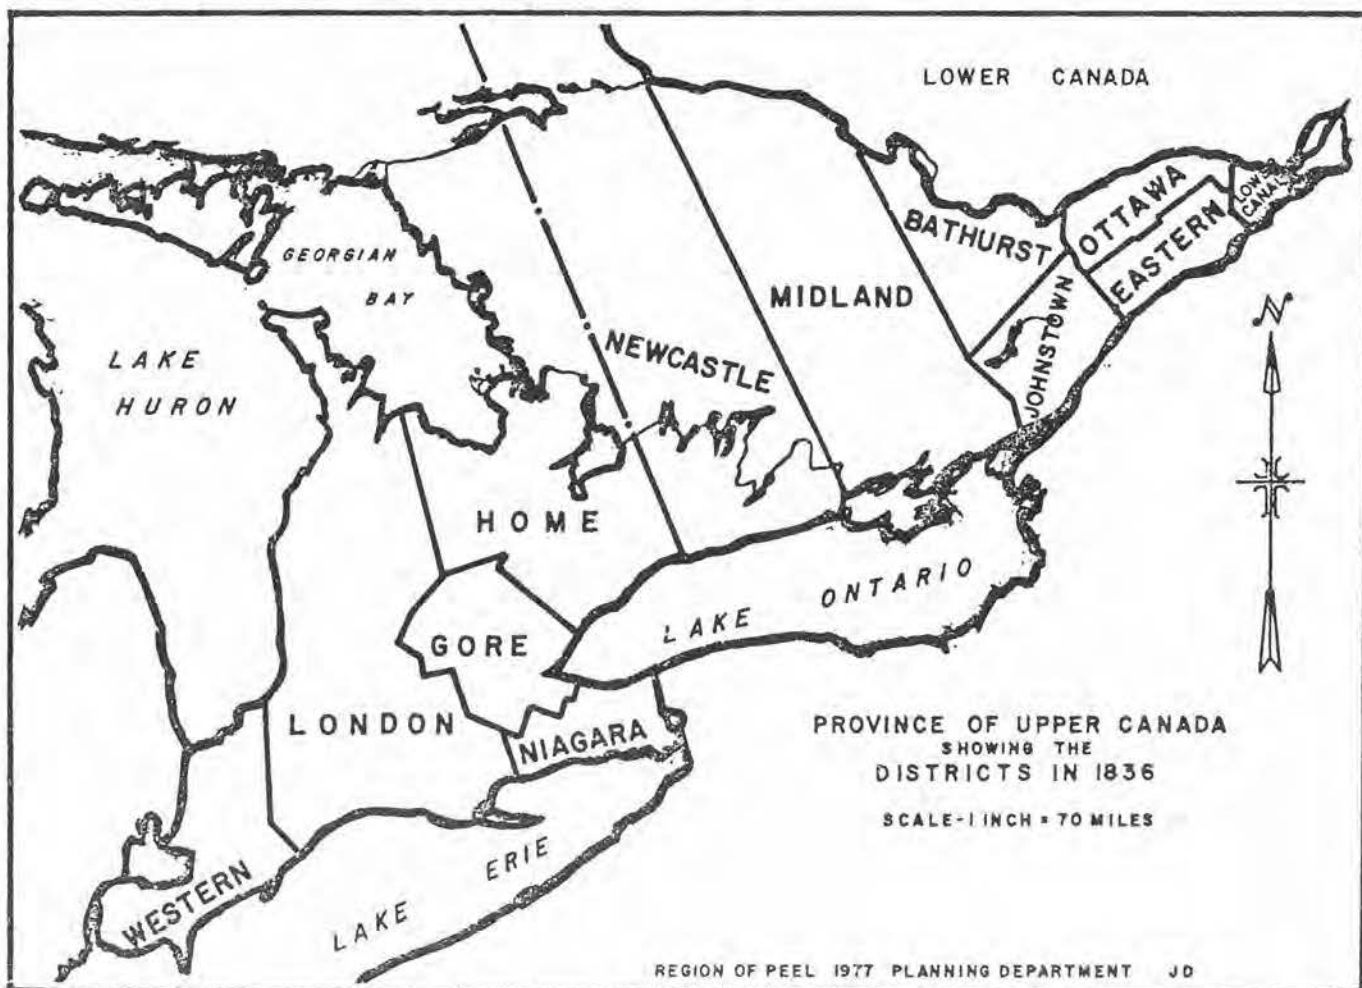 LOWER CANADA
LOW.
CANAD
OTTAWA
BATHURST
EASTERN
GEORGIAN
BAY
MIDLAND
JOHNSTOWN
N
LAKE
HURON
NEWCASTLE
HOME
LAKE ONTARIO
GORE
LONDON
NIAGARA
PROVINCE OF UPPER CANADA
SHOWING THE
DISTRICTS IN 1836
SCALE-1 INCH = 70 MILES
LAKE ERIE
WESTERN
REGION OF PEEL 1977 PLANNING DEPARTMENT JD